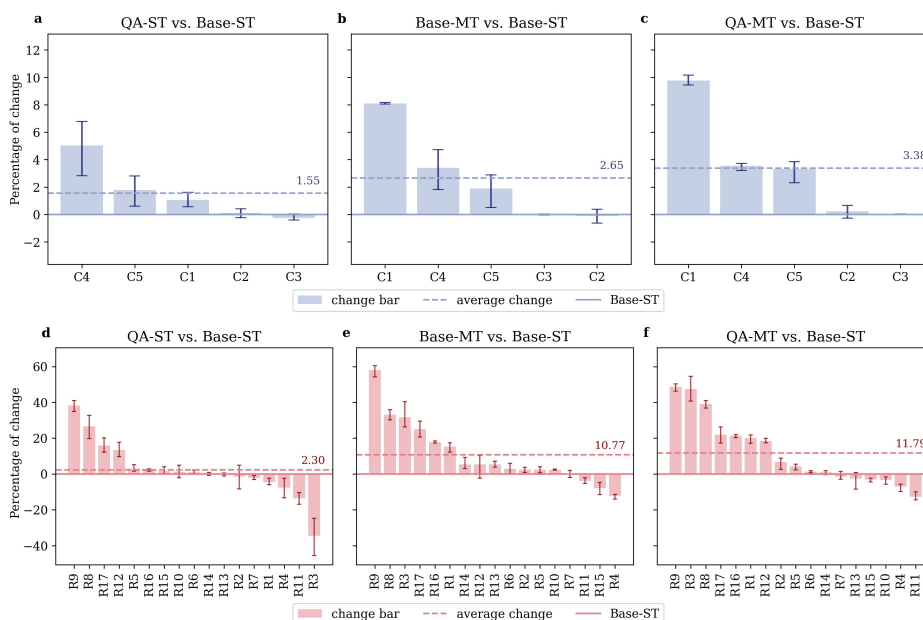 a QA-ST vs. Base-ST
b Base-MT vs. Base-ST
c QA-MT vs. Base-ST
Percentage of change
12
10
8
6
4
2
0
−2
1.55
2.65
3.38
C4 C5 C1 C2 C3
C1 C4 C5 C3 C2
C1 C4 C5 C2 C3
change bar average change Base-ST
d QA-ST vs. Base-ST
e Base-MT vs. Base-ST
f QA-MT vs. Base-ST
Percentage of change
60
40
20
0
−20
−40
2.30
10.77
11.79
R9 R8 R17 R12 R5 R16 R15 R10 R6 R14 R13 R2 R7 R1 R4 R11 R3
R9 R8 R3 R17 R16 R1 R14 R12 R13 R6 R2 R5 R10 R7 R11 R15 R4
R9 R3 R8 R17 R16 R1 R12 R2 R5 R6 R14 R7 R13 R15 R10 R4 R11
change bar average change Base-ST